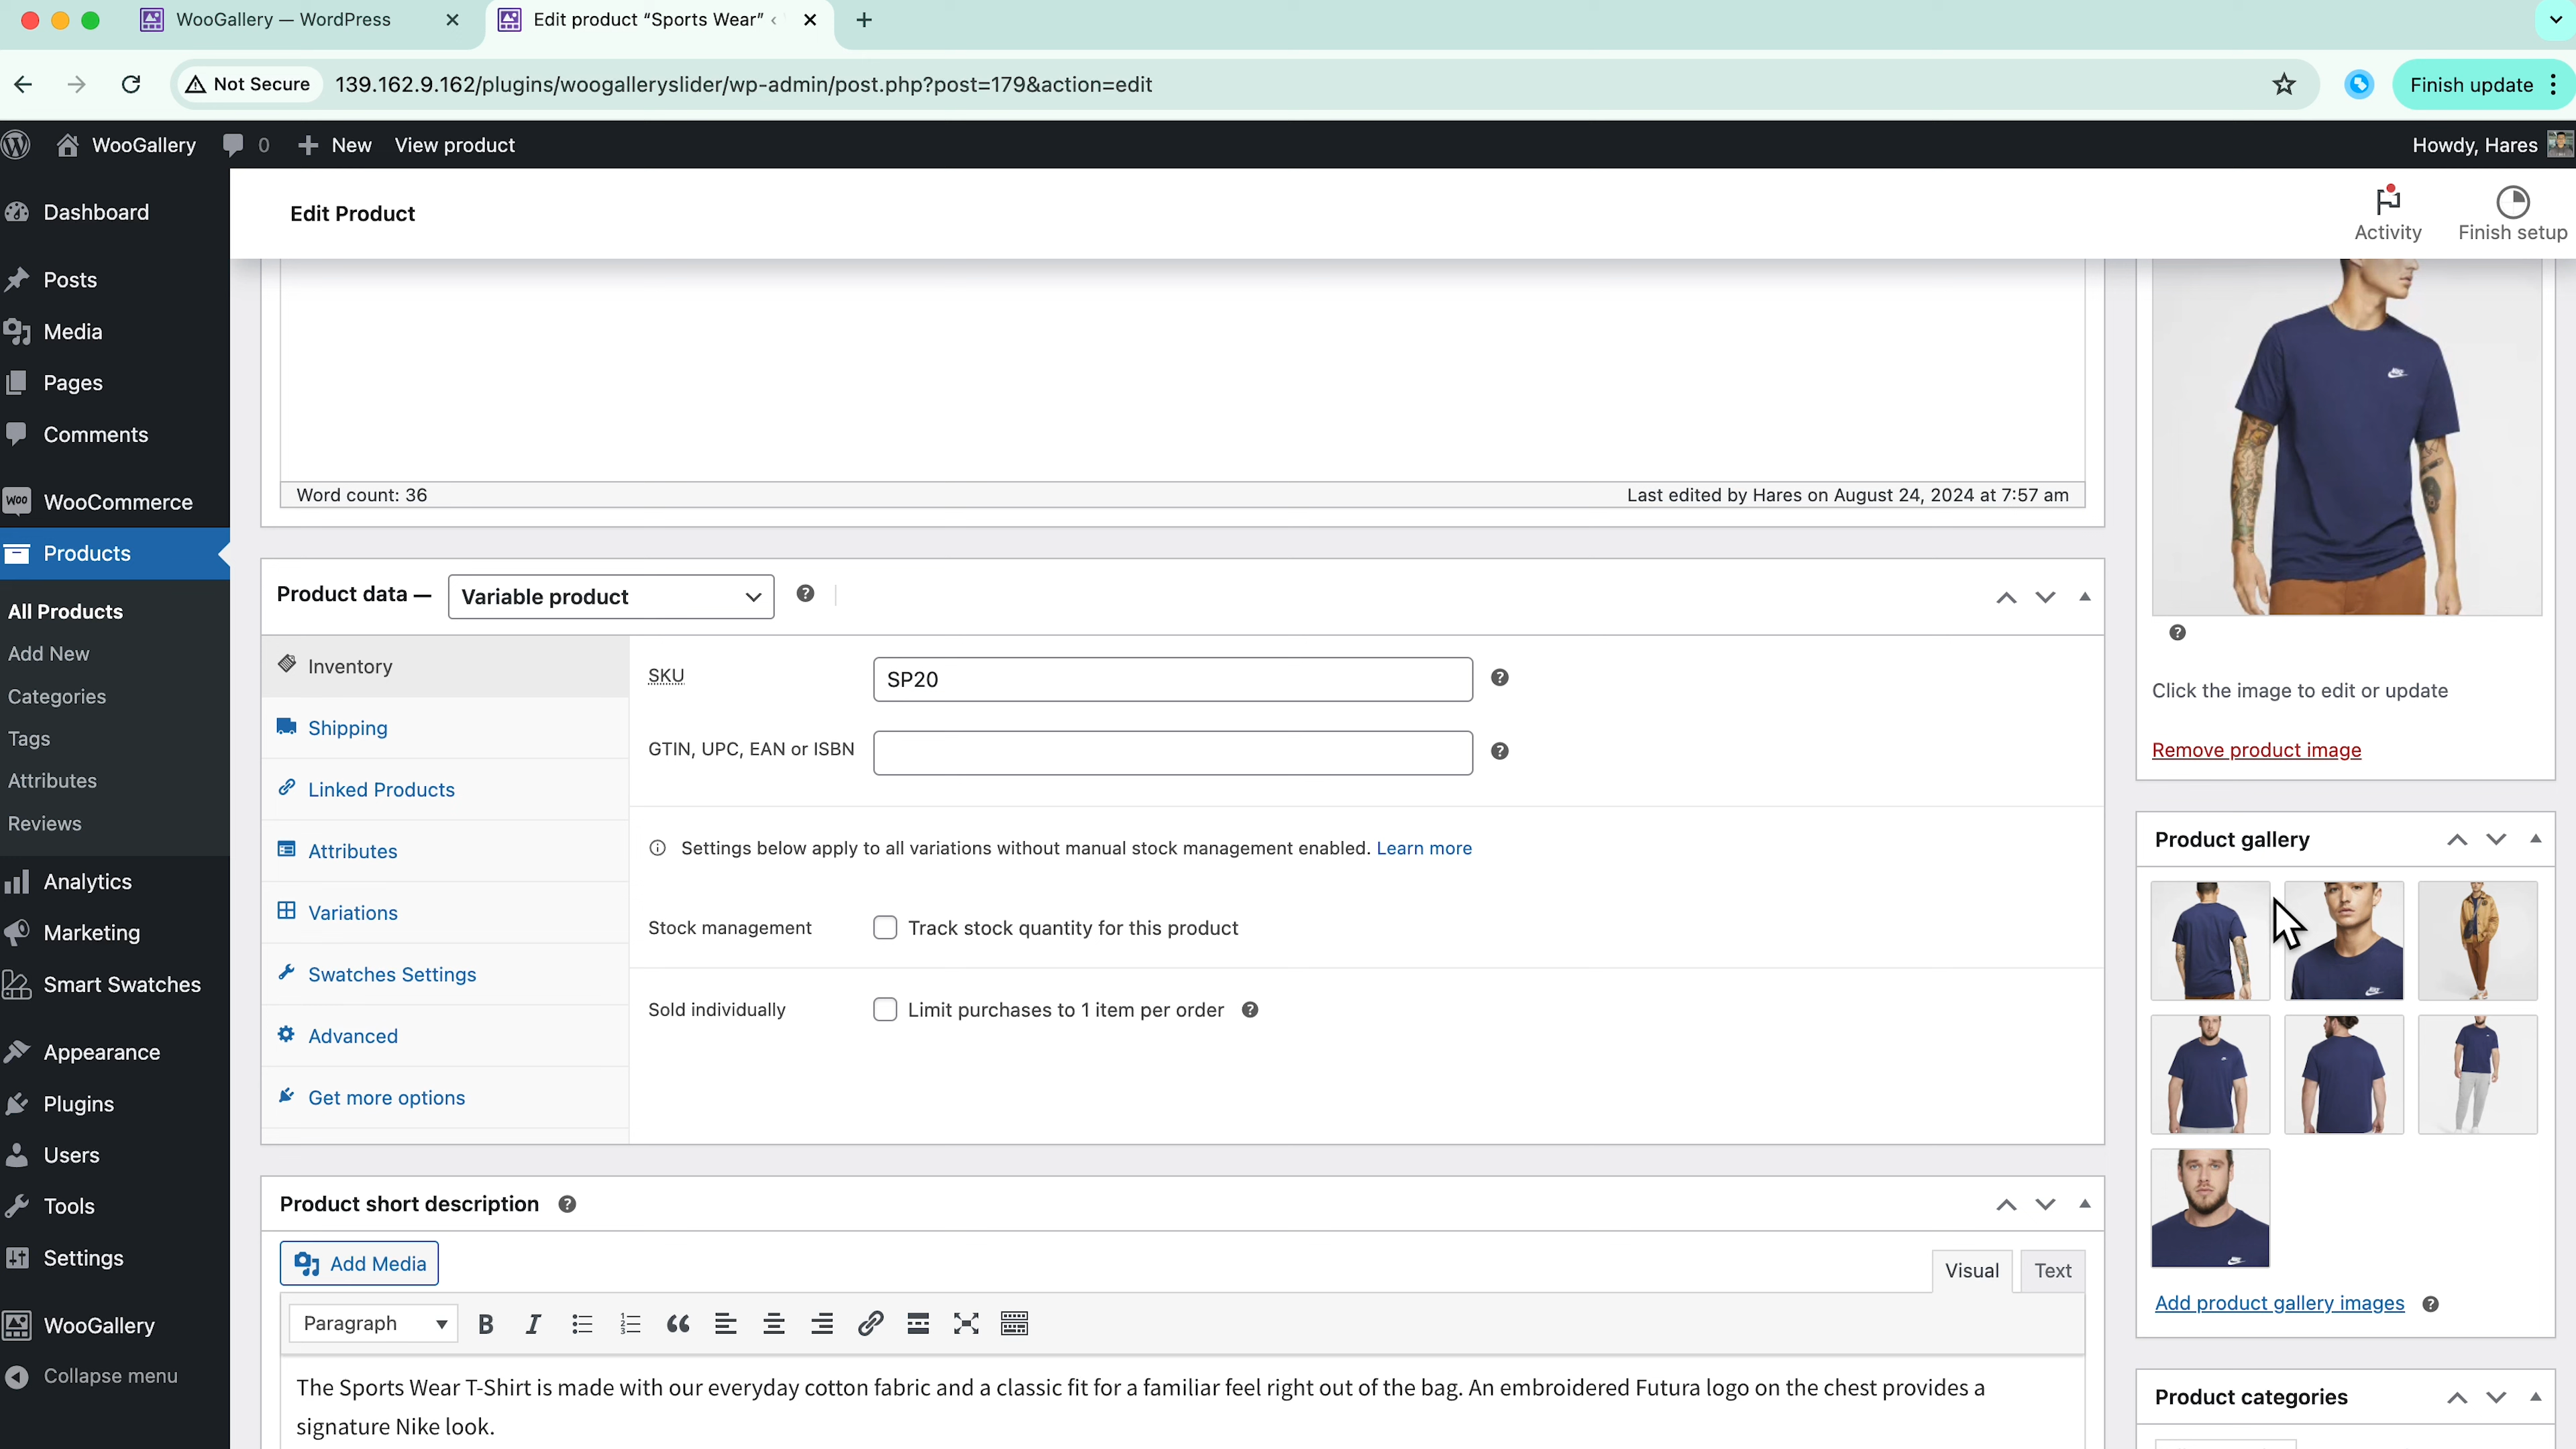 WooGallery — WordPress
Edit product “Sports Wear” ‹
Not Secure
139.162.9.162/plugins/woogalleryslider/wp-admin/post.php?post=179&action=edit
Finish update
WooGallery
0
New
View product
Howdy, Hares
Dashboard
Posts
Media
Pages
Comments
WooCommerce
Products
All Products
Add New
Categories
Tags
Attributes
Reviews
Analytics
Marketing
Smart Swatches
Appearance
Plugins
Users
Tools
Settings
WooGallery
Collapse menu
Edit Product
Activity
Finish setup
Word count: 36
Last edited by Hares on August 24, 2024 at 7:57 am
Product data —
Variable product
Inventory
Shipping
Linked Products
Attributes
Variations
Swatches Settings
Advanced
Get more options
SKU
SP20
GTIN, UPC, EAN or ISBN
Settings below apply to all variations without manual stock management enabled. Learn more
Stock management
Track stock quantity for this product
Sold individually
Limit purchases to 1 item per order
Product short description
Add Media
Visual
Text
Paragraph
The Sports Wear T-Shirt is made with our everyday cotton fabric and a classic fit for a familiar feel right out of the bag. An embroidered Futura logo on the chest provides a
signature Nike look.
Click the image to edit or update
Remove product image
Product gallery
Add product gallery images
Product categories